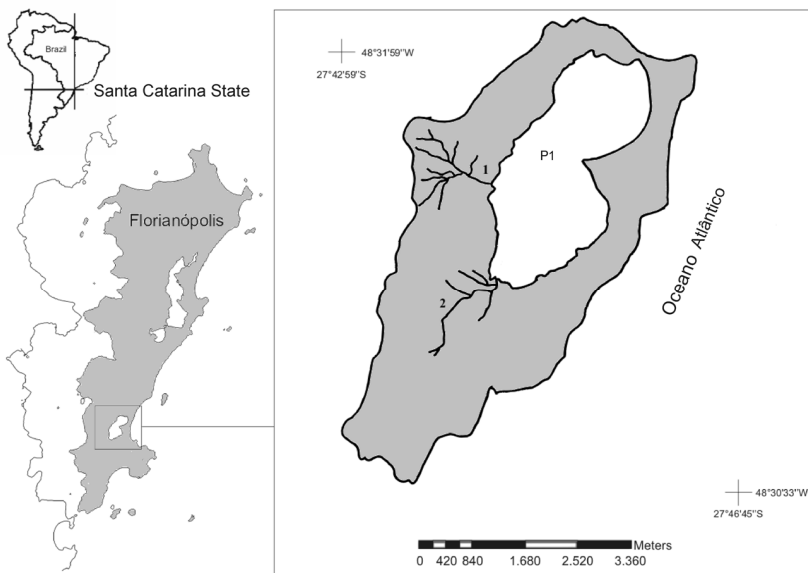 Brazil
Santa Catarina State
Florianópolis
48°31'59"W
27°42'59"S
P1
1
2
Oceano Atlântico
48°30'33"W
27°46'45"S
Meters
0 420 840 1.680 2.520 3.360